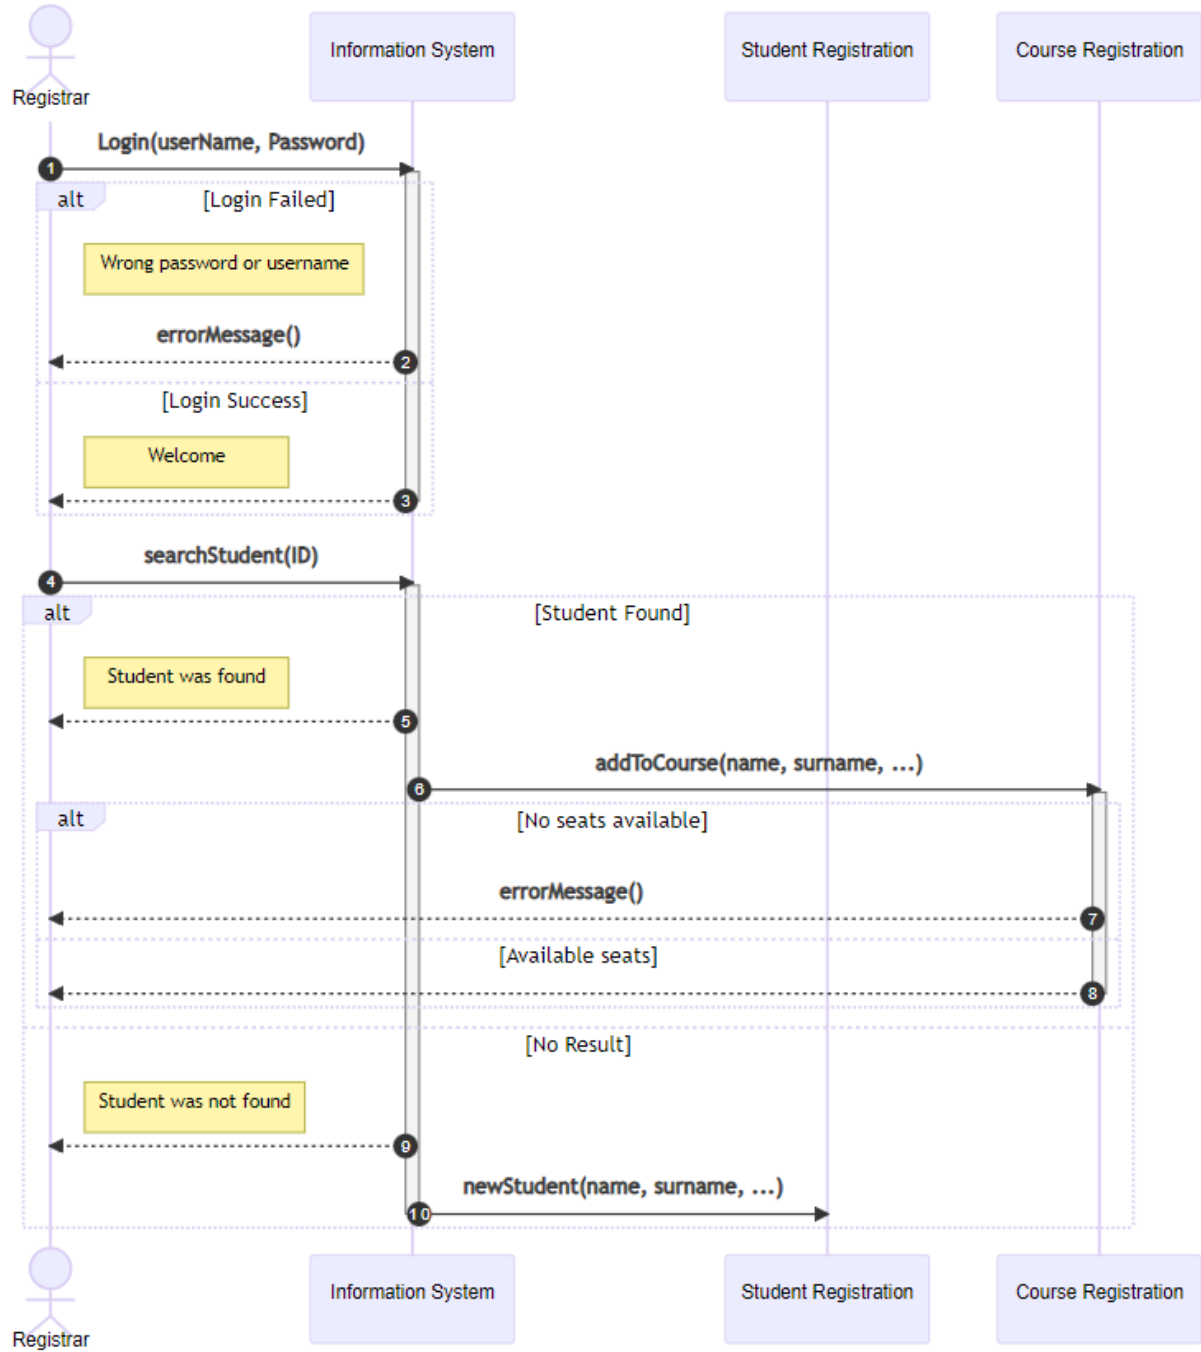 Registrar
Information System
Student Registration
Course Registration
Login(userName, Password)
1
alt
[Login Failed]
Wrong password or username
errorMessage()
2
[Login Success]
Welcome
3
searchStudent(ID)
4
alt
[Student Found]
Student was found
5
addToCourse(name, surname, ...)
6
alt
[No seats available]
errorMessage()
7
[Available seats]
8
[No Result]
Student was not found
9
newStudent(name, surname, ...)
10
Registrar
Information System
Student Registration
Course Registration